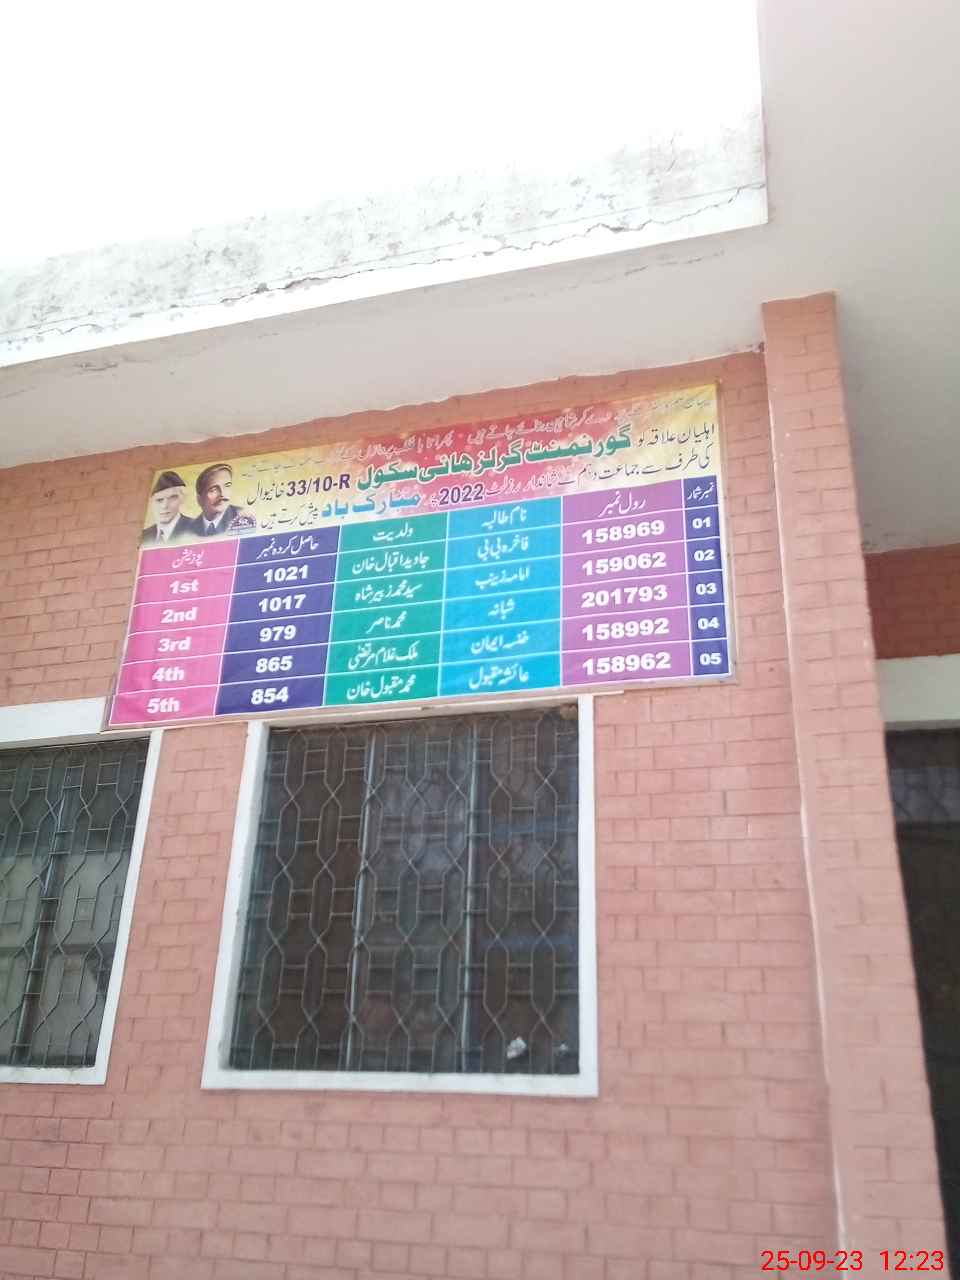 اہلیان علاقہ کو گورنمنٹ گرلز ھائی سکول 33/10-R خانیوال
کی طرف سے جماعت دہم کے شاندار رزلٹ 2022 پر مبارک باد پیش کرتے ہیں
نمبر شمار رول نمبر نام طالبہ ولدیت حاصل کردہ نمبر پوزیشن
01 158969 فاخرہ بی بی جاوید اقبال خان 1021 1st
02 159062 امامہ زینب سید محمد زبیر شاہ 1017 2nd
03 201793 شبانہ محمد ناصر 979 3rd
04 158992 خنسہ ایمان ملک غلام مرتضیٰ 865 4th
05 158962 عائشہ مقبول محمد مقبول خان 854 5th
25-09-23 12:23